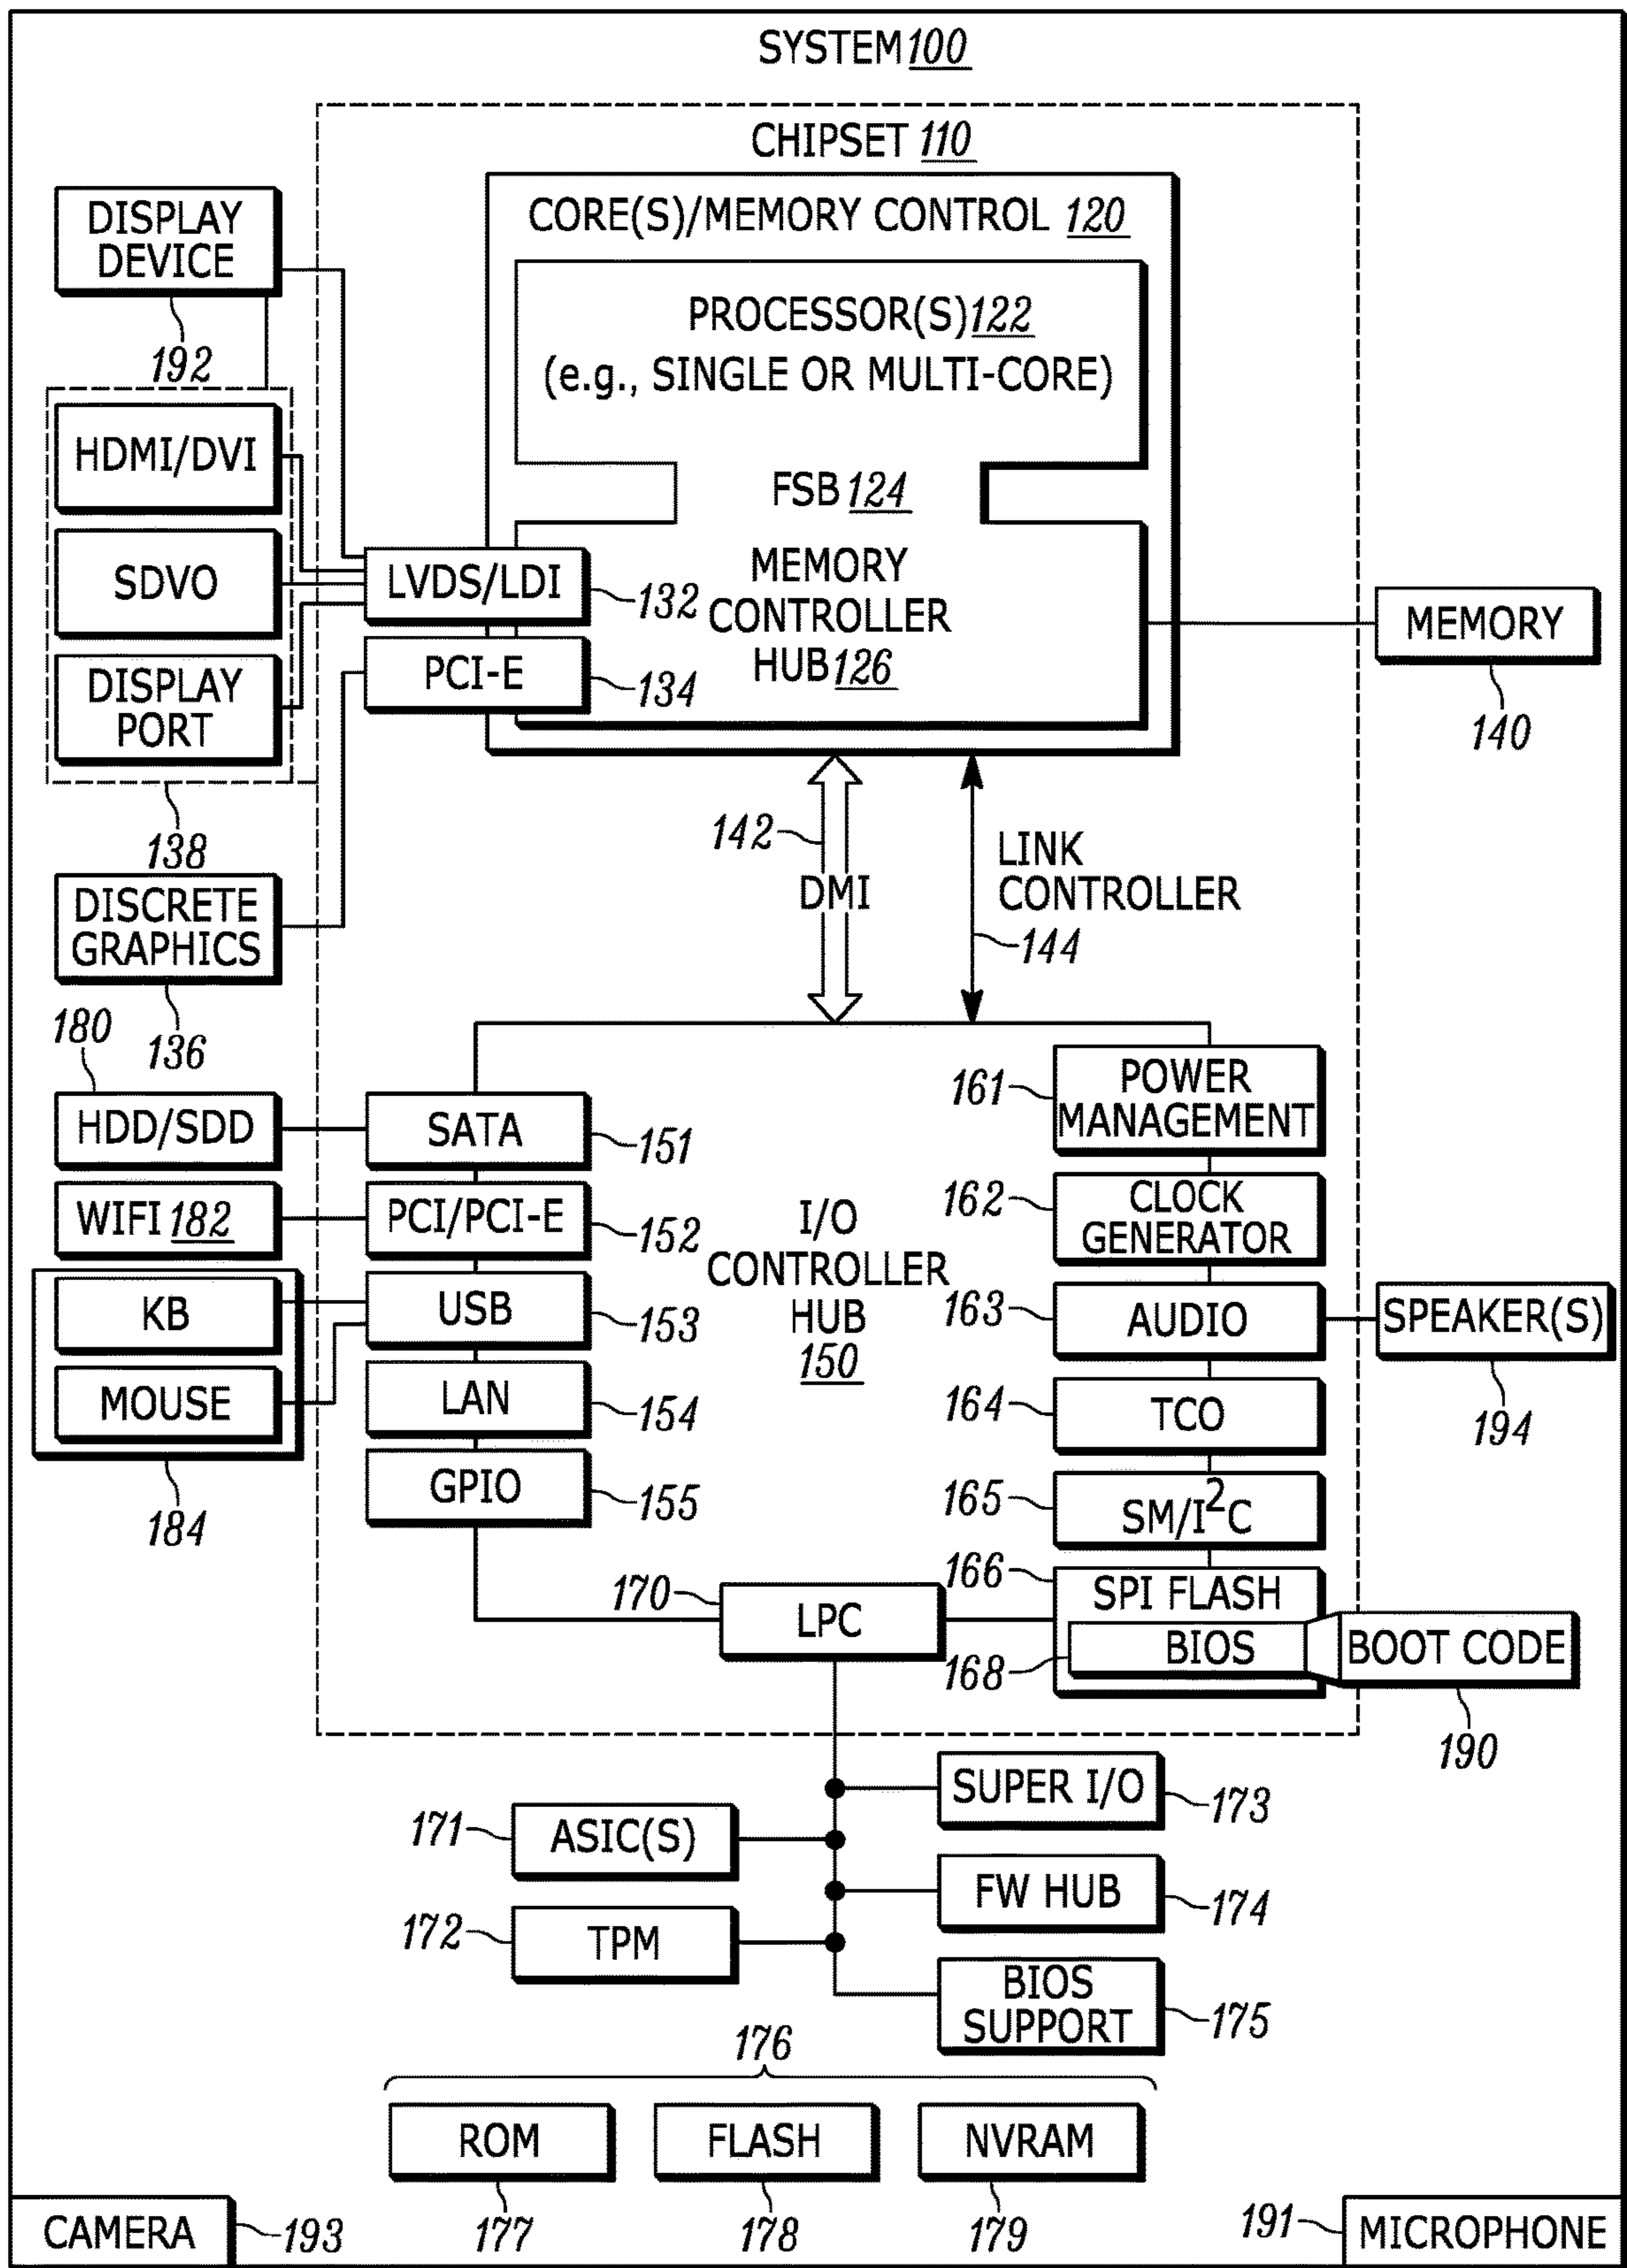 SYSTEM 100
CHIPSET 110
CORE(S)/MEMORY CONTROL 120
PROCESSOR(S) 122
(e.g., SINGLE OR MULTI-CORE)
FSB 124
MEMORY
CONTROLLER
HUB 126
DISPLAY
DEVICE
192
HDMI/DVI
SDVO
DISPLAY
PORT
138
LVDS/LDI
132
PCI-E
134
MEMORY
140
DISCRETE
GRAPHICS
136
142
DMI
LINK
CONTROLLER
144
180
HDD/SDD
WIFI 182
KB
MOUSE
184
SATA
151
PCI/PCI-E
152
USB
153
LAN
154
GPIO
155
I/O
CONTROLLER
HUB
150
161
POWER
MANAGEMENT
162
CLOCK
GENERATOR
163
AUDIO
SPEAKER(S)
194
164
TCO
165
SM/I2C
166
SPI FLASH
168
BIOS
BOOT CODE
190
170
LPC
171
ASIC(S)
172
TPM
SUPER I/O
173
FW HUB
174
BIOS
SUPPORT
175
176
ROM
177
FLASH
178
NVRAM
179
CAMERA
193
191
MICROPHONE